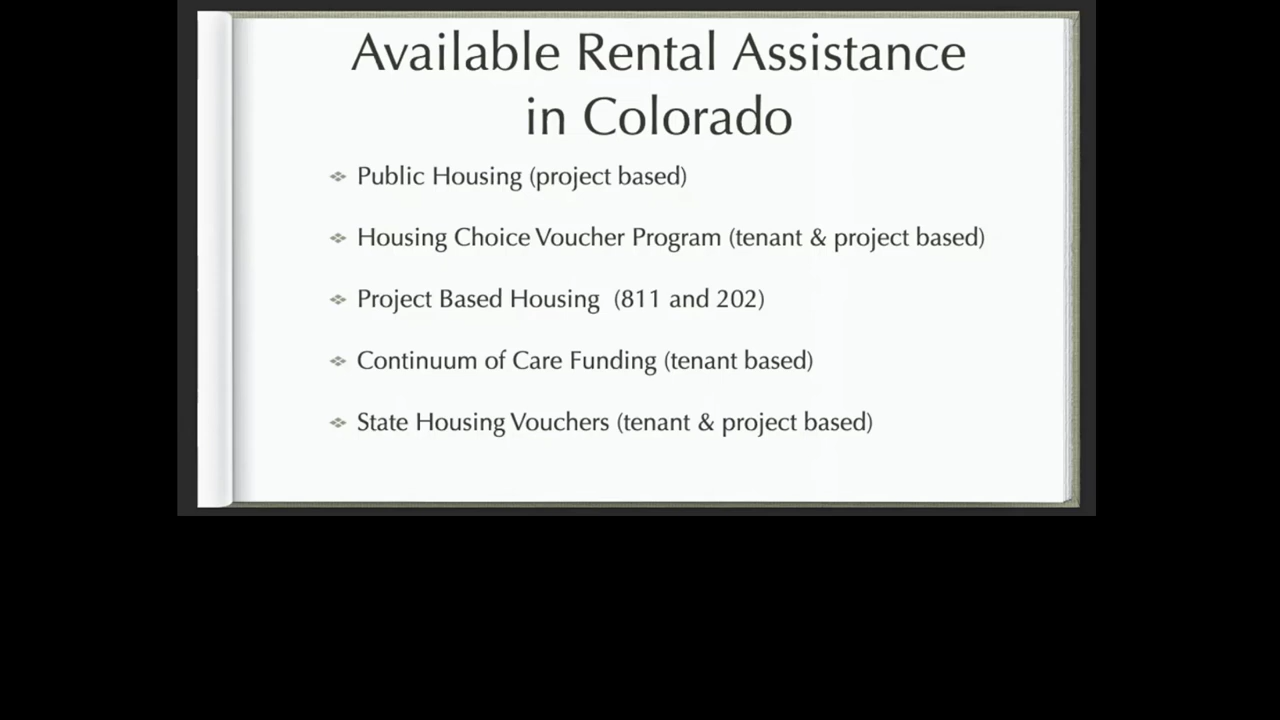 Available Rental Assistance
in Colorado
Public Housing (project based)
Housing Choice Voucher Program (tenant & project based)
Project Based Housing  (811 and 202)
Continuum of Care Funding (tenant based)
State Housing Vouchers (tenant & project based)